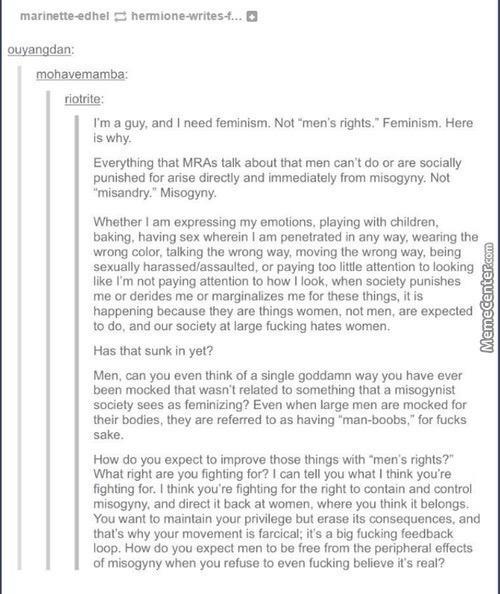 marinette-edhel hermione-writes-f...
ouyangdan:
mohavemamba:
riotrite:
I'm a guy, and I need feminism. Not "men's rights." Feminism. Here
is why.
Everything that MRAs talk about that men can't do or are socially
punished for arise directly and immediately from misogyny. Not
"misandry." Misogyny.
Whether I am expressing my emotions, playing with children,
baking, having sex wherein I am penetrated in any way, wearing the
wrong color, talking the wrong way, moving the wrong way, being
sexually harassed/assaulted, or paying too little attention to looking
like I'm not paying attention to how I look, when society punishes
me or derides me or marginalizes me for these things, it is
happening because they are things women, not men, are expected
to do, and our society at large fucking hates women.
Has that sunk in yet?
Men, can you even think of a single goddamn way you have ever
been mocked that wasn't related to something that a misogynist
society sees as feminizing? Even when large men are mocked for
their bodies, they are referred to as having "man-boobs," for fucks
sake.
How do you expect to improve those things with "men's rights?"
What right are you fighting for? I can tell you what I think you're
fighting for. I think you're fighting for the right to contain and control
misogyny, and direct it back at women, where you think it belongs.
You want to maintain your privilege but erase its consequences, and
that's why your movement is farcical; it's a big fucking feedback
loop. How do you expect men to be free from the peripheral effects
of misogyny when you refuse to even fucking believe it's real?
MemeCenter.com